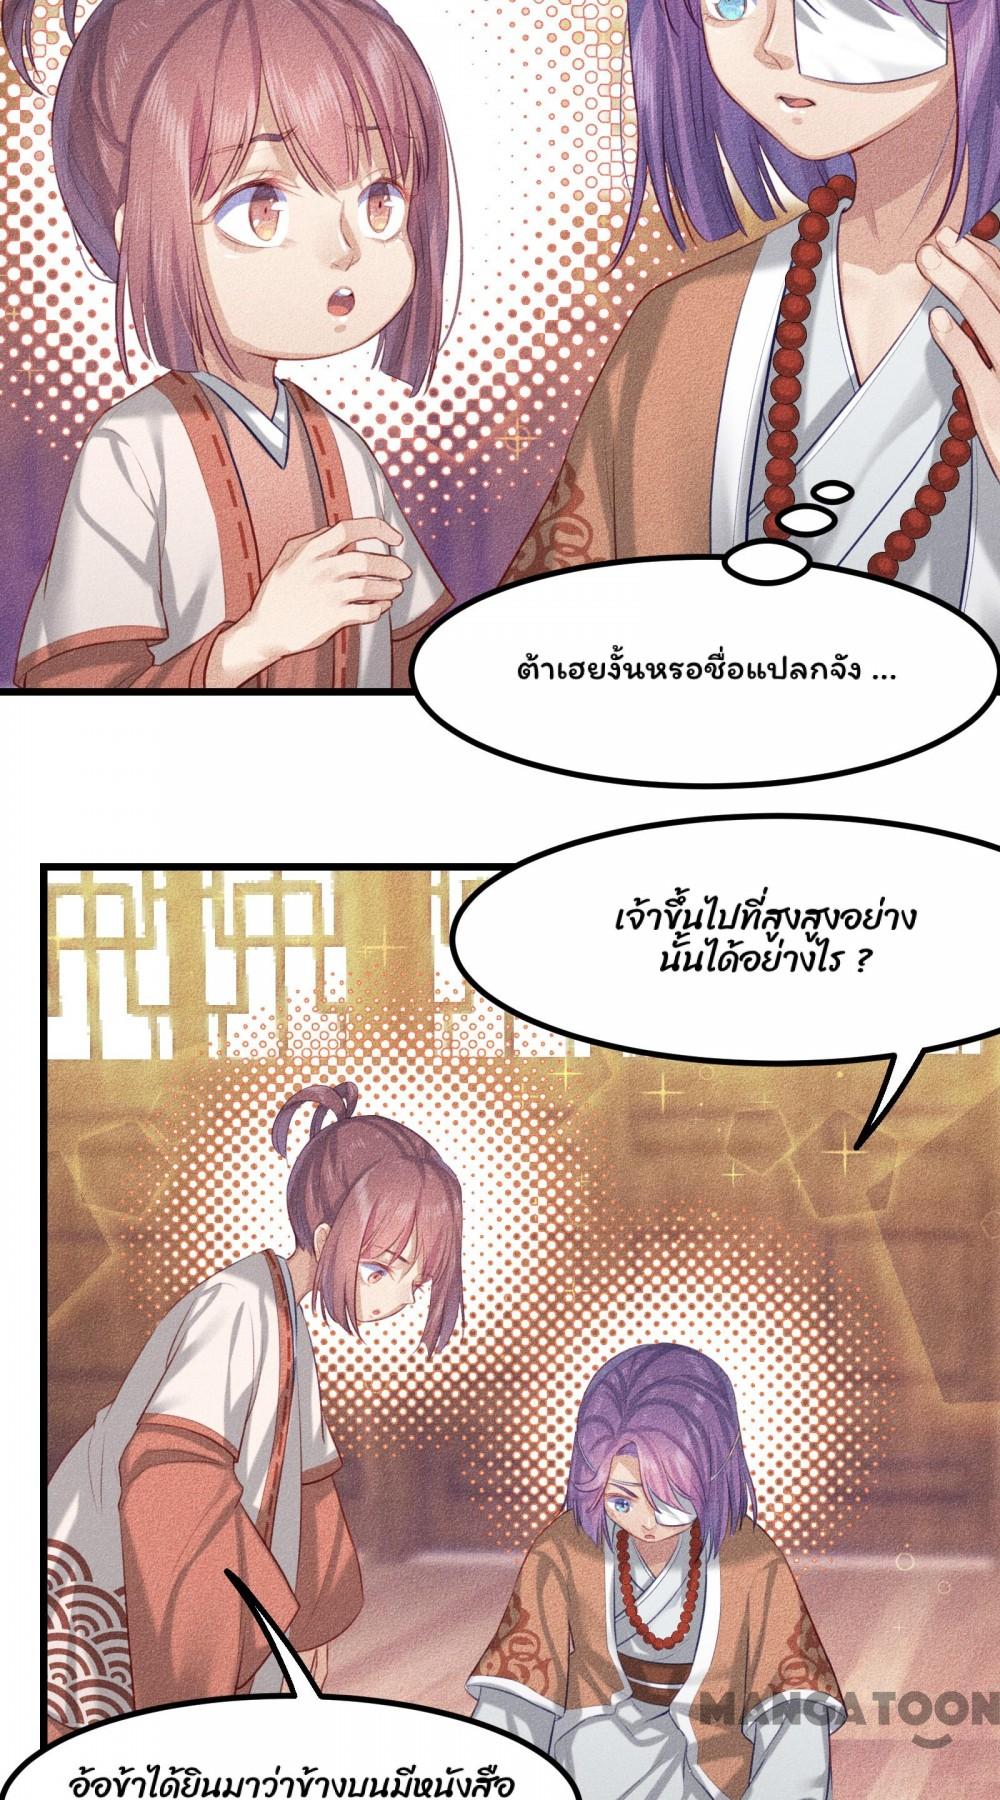 ต้าเฮยงั้นหรอชื่อแปลกจัง ...
เจ้าขึ้นไปที่สูงสูงอย่าง
นั้นได้อย่างไร ?
MANGATOON
อ้อข้าได้ยินมาว่าข้างบนมีหนังสือ